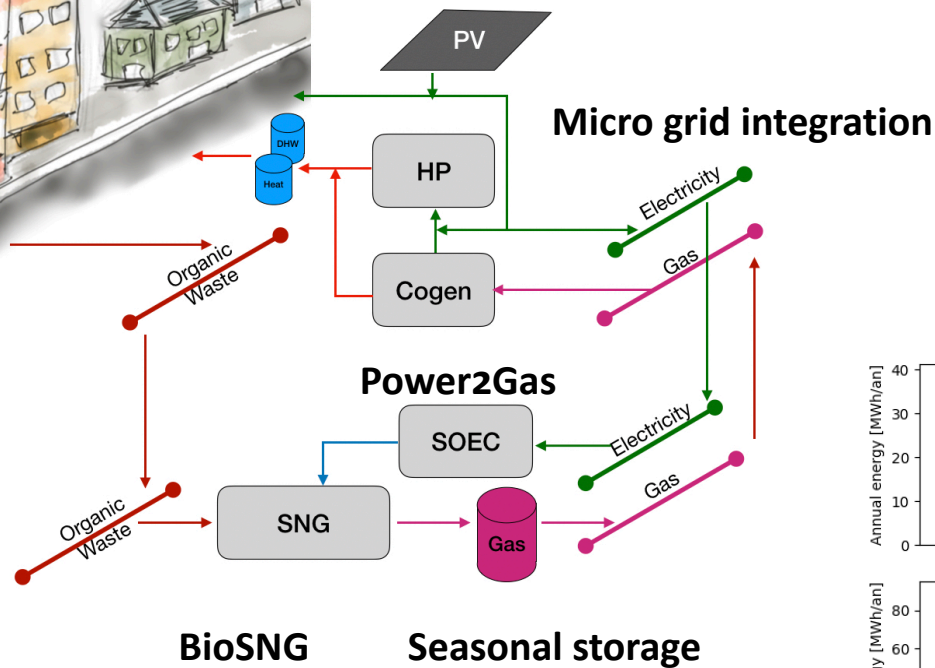 PV
Micro grid integration
DHW
Heat
HP
Electricity
Gas
Organic
Waste
Cogen
Power2Gas
SOEC
Electricity
Gas
Organic
Waste
SNG
Gas
BioSNG
Seasonal storage
Annual energy [MWh/an]
40
30
20
10
0
gy [MWh/an]
80
60